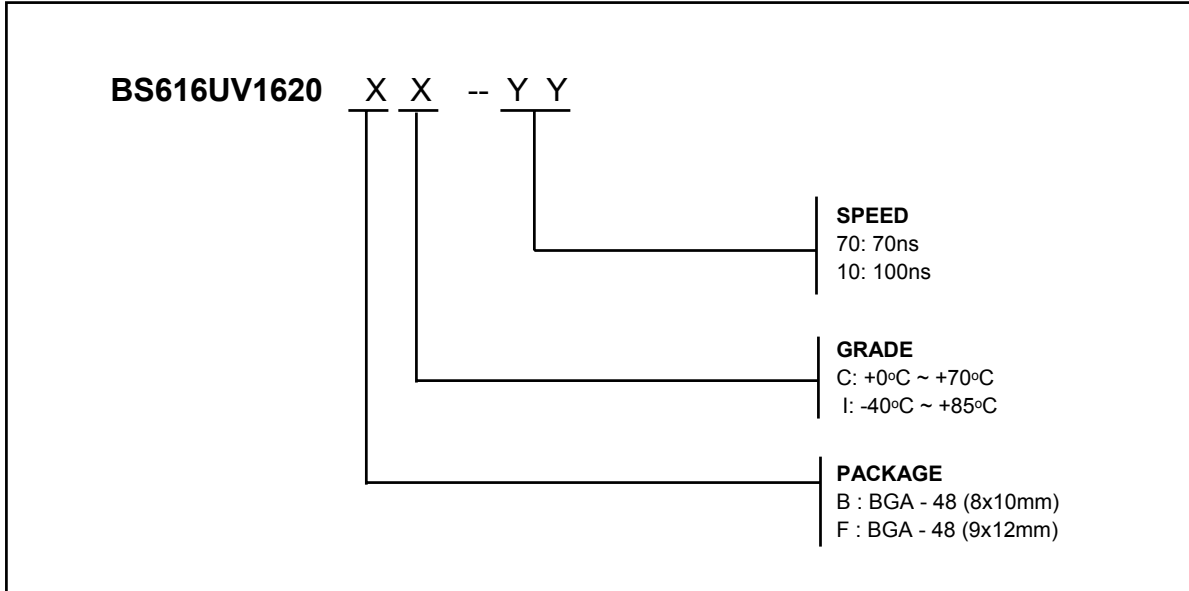 BS616UV1620 X X -- Y Y
SPEED
70: 70ns
10: 100ns
GRADE
C: +0oC ~ +70oC
I: -40oC ~ +85oC
PACKAGE
B : BGA - 48 (8x10mm)
F : BGA - 48 (9x12mm)